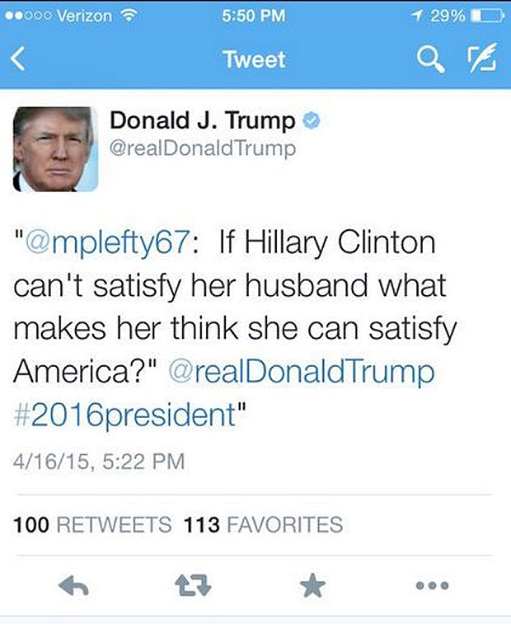 Verizon 5:50 PM 29%
Tweet
Donald J. Trump
@realDonaldTrump
"@mplefty67: If Hillary Clinton
can't satisfy her husband what
makes her think she can satisfy
America?" @realDonaldTrump
#2016president"
4/16/15, 5:22 PM
100 RETWEETS 113 FAVORITES